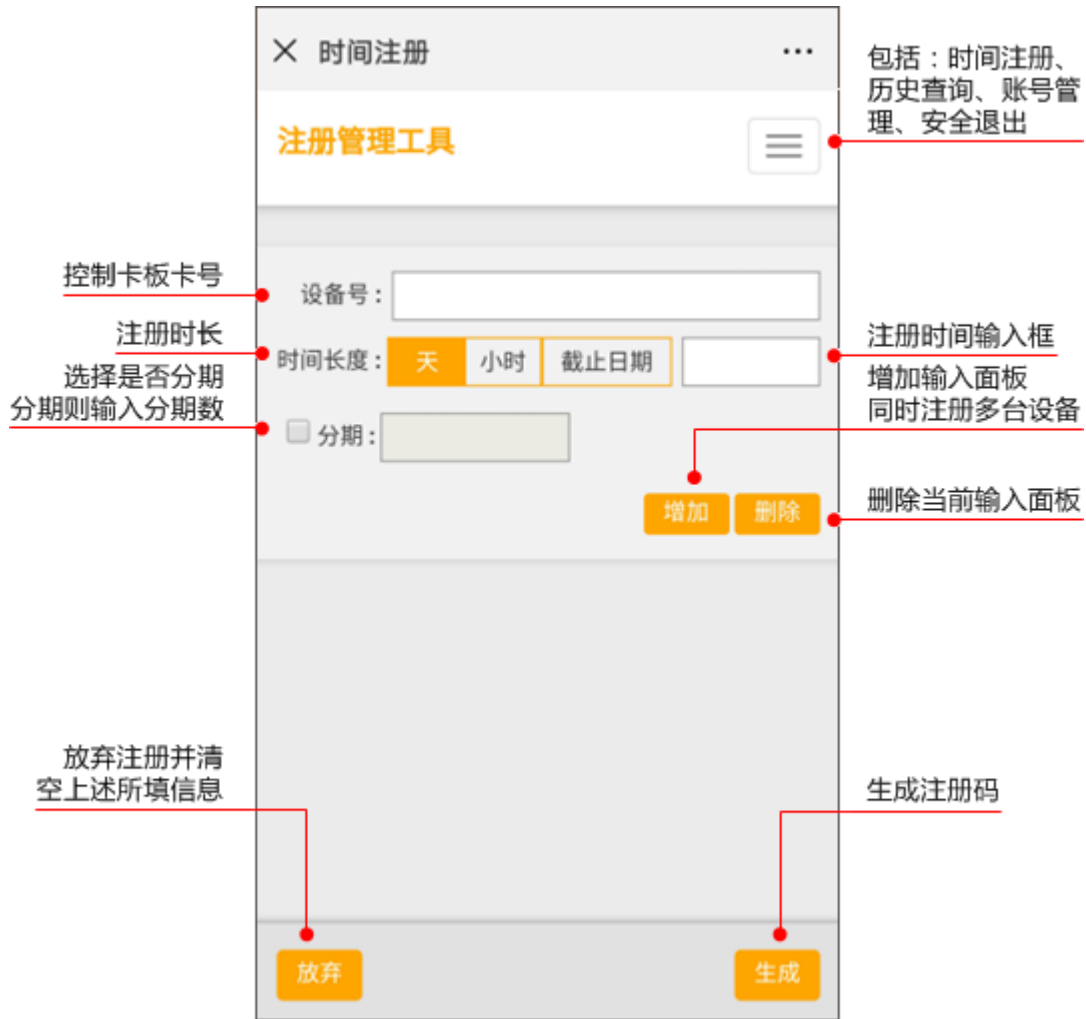 时间注册
包括：时间注册、
历史查询、账号管
理、安全退出
注册管理工具
控制卡板卡号
设备号：
注册时长
时间长度：
天
小时
截止日期
注册时间输入框
选择是否分期
分期则输入分期数
分期：
增加输入面板
同时注册多台设备
增加
删除
删除当前输入面板
放弃注册并清
空上述所填信息
生成注册码
放弃
生成